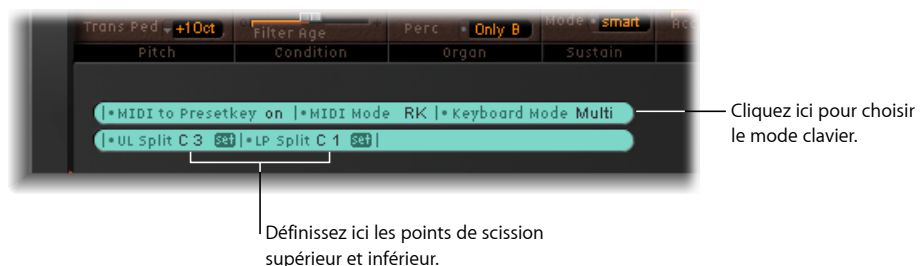 Trans Ped +1Oct Filter Age Perc Only B Mode smart
Pitch Condition Organ Sustain
MIDI to Presetkey on MIDI Mode RK Keyboard Mode Multi
UL Split C 3 set LP Split C 1 set
Cliquez ici pour choisir
le mode clavier.
Définissez ici les points de scission
supérieur et inférieur.